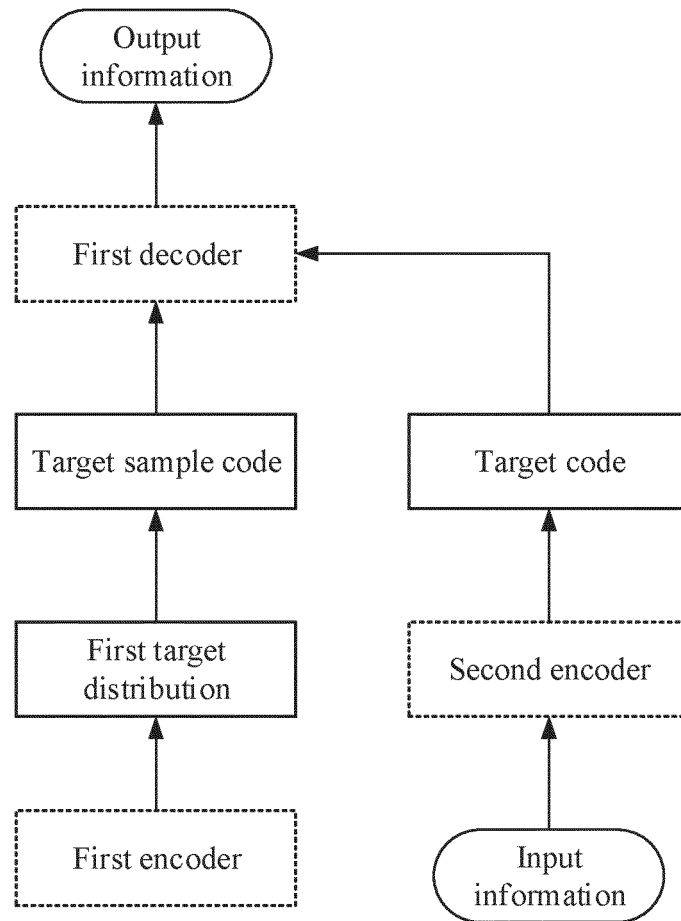 Output
information
First decoder
Target sample code
Target code
First target
distribution
Second encoder
First encoder
Input
information